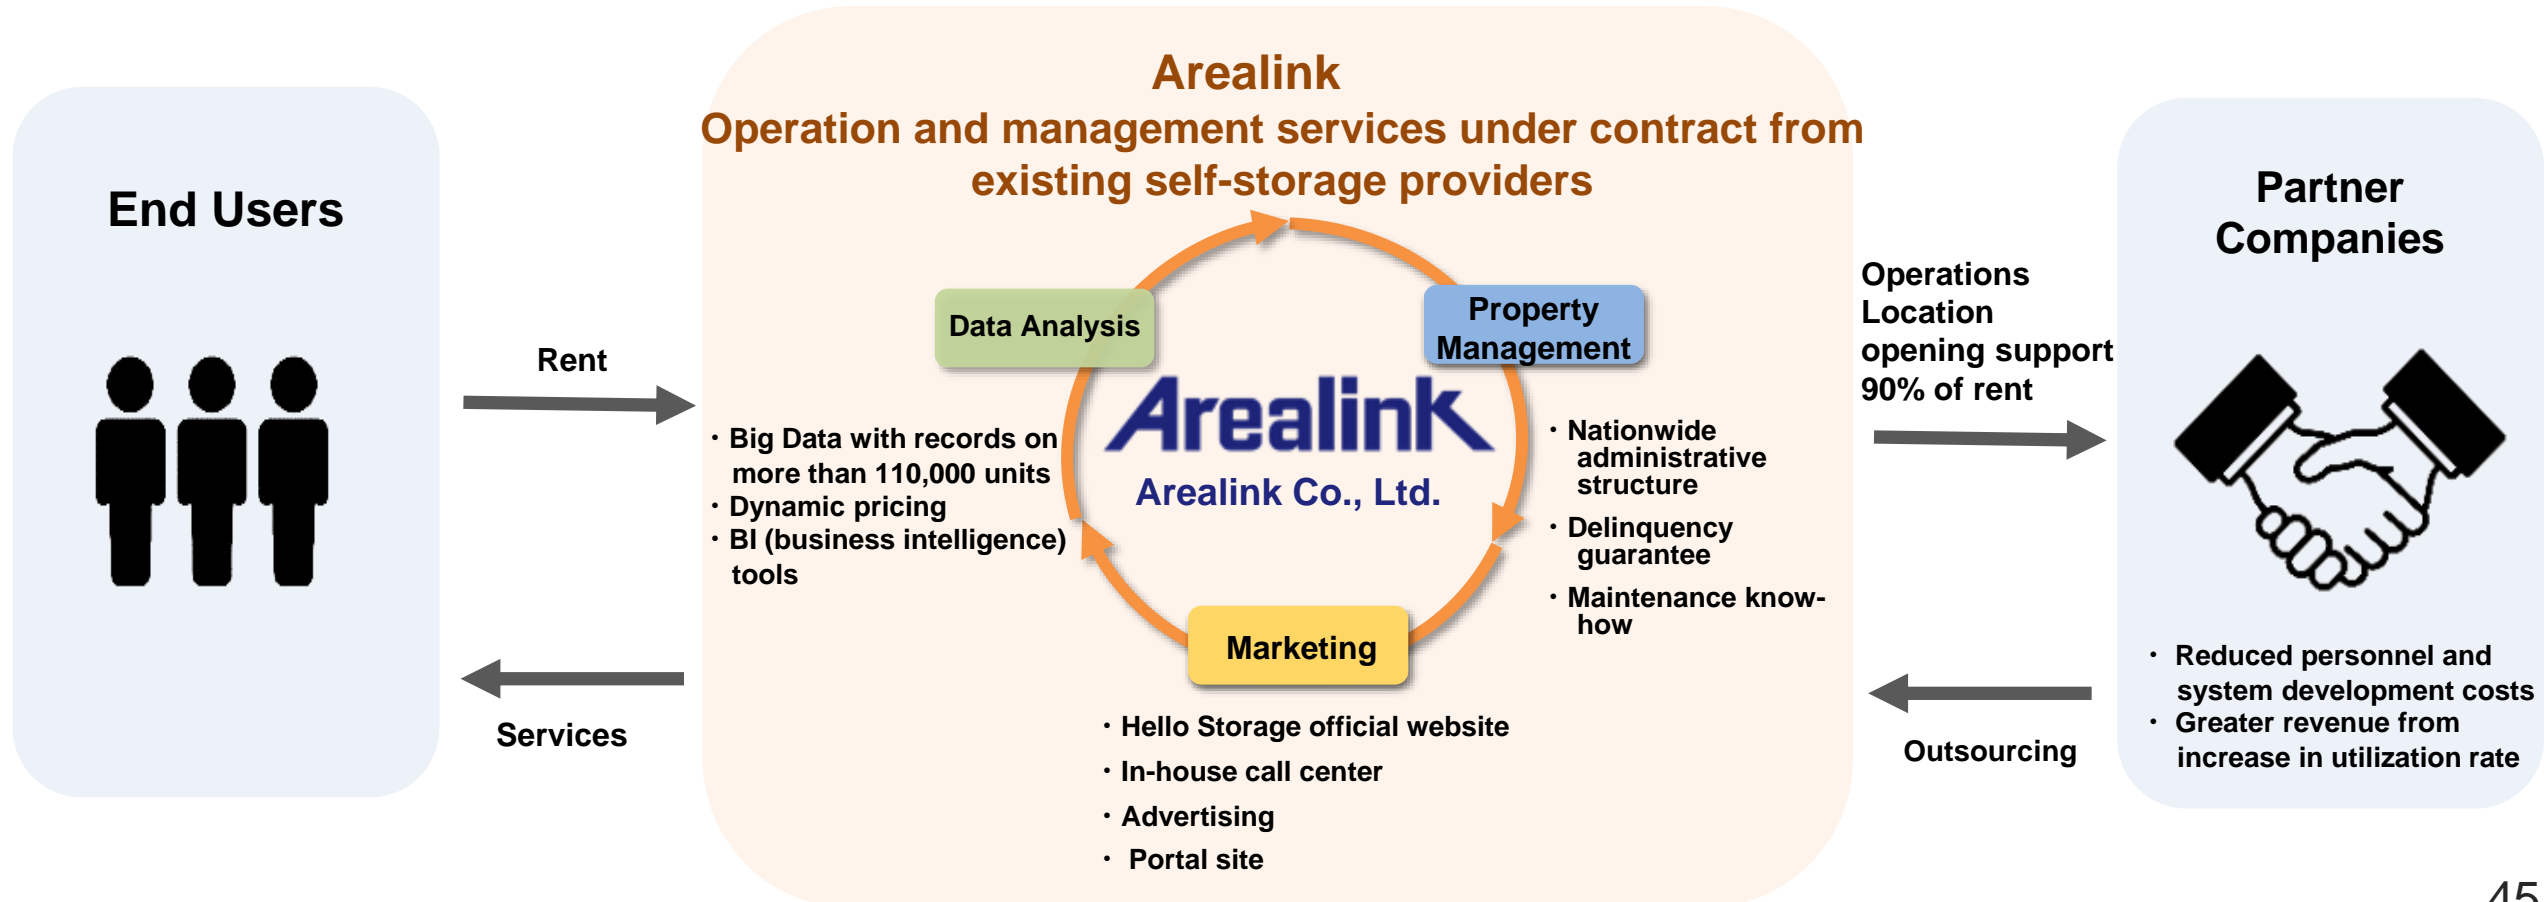 Arealink
Operation and management services under contract from
existing self-storage providers
End Users
Rent
Services
Data Analysis
・Big Data with records on
more than 110,000 units
・Dynamic pricing
・BI (business intelligence)
tools
Arealink
Arealink Co., Ltd.
Property
Management
・Nationwide
administrative
structure
・Delinquency
guarantee
・Maintenance know-
how
Marketing
・Hello Storage official website
・In-house call center
・Advertising
・ Portal site
Operations
Location
opening support
90% of rent
Outsourcing
Partner
Companies
・ Reduced personnel and
system development costs
・ Greater revenue from
increase in utilization rate
45